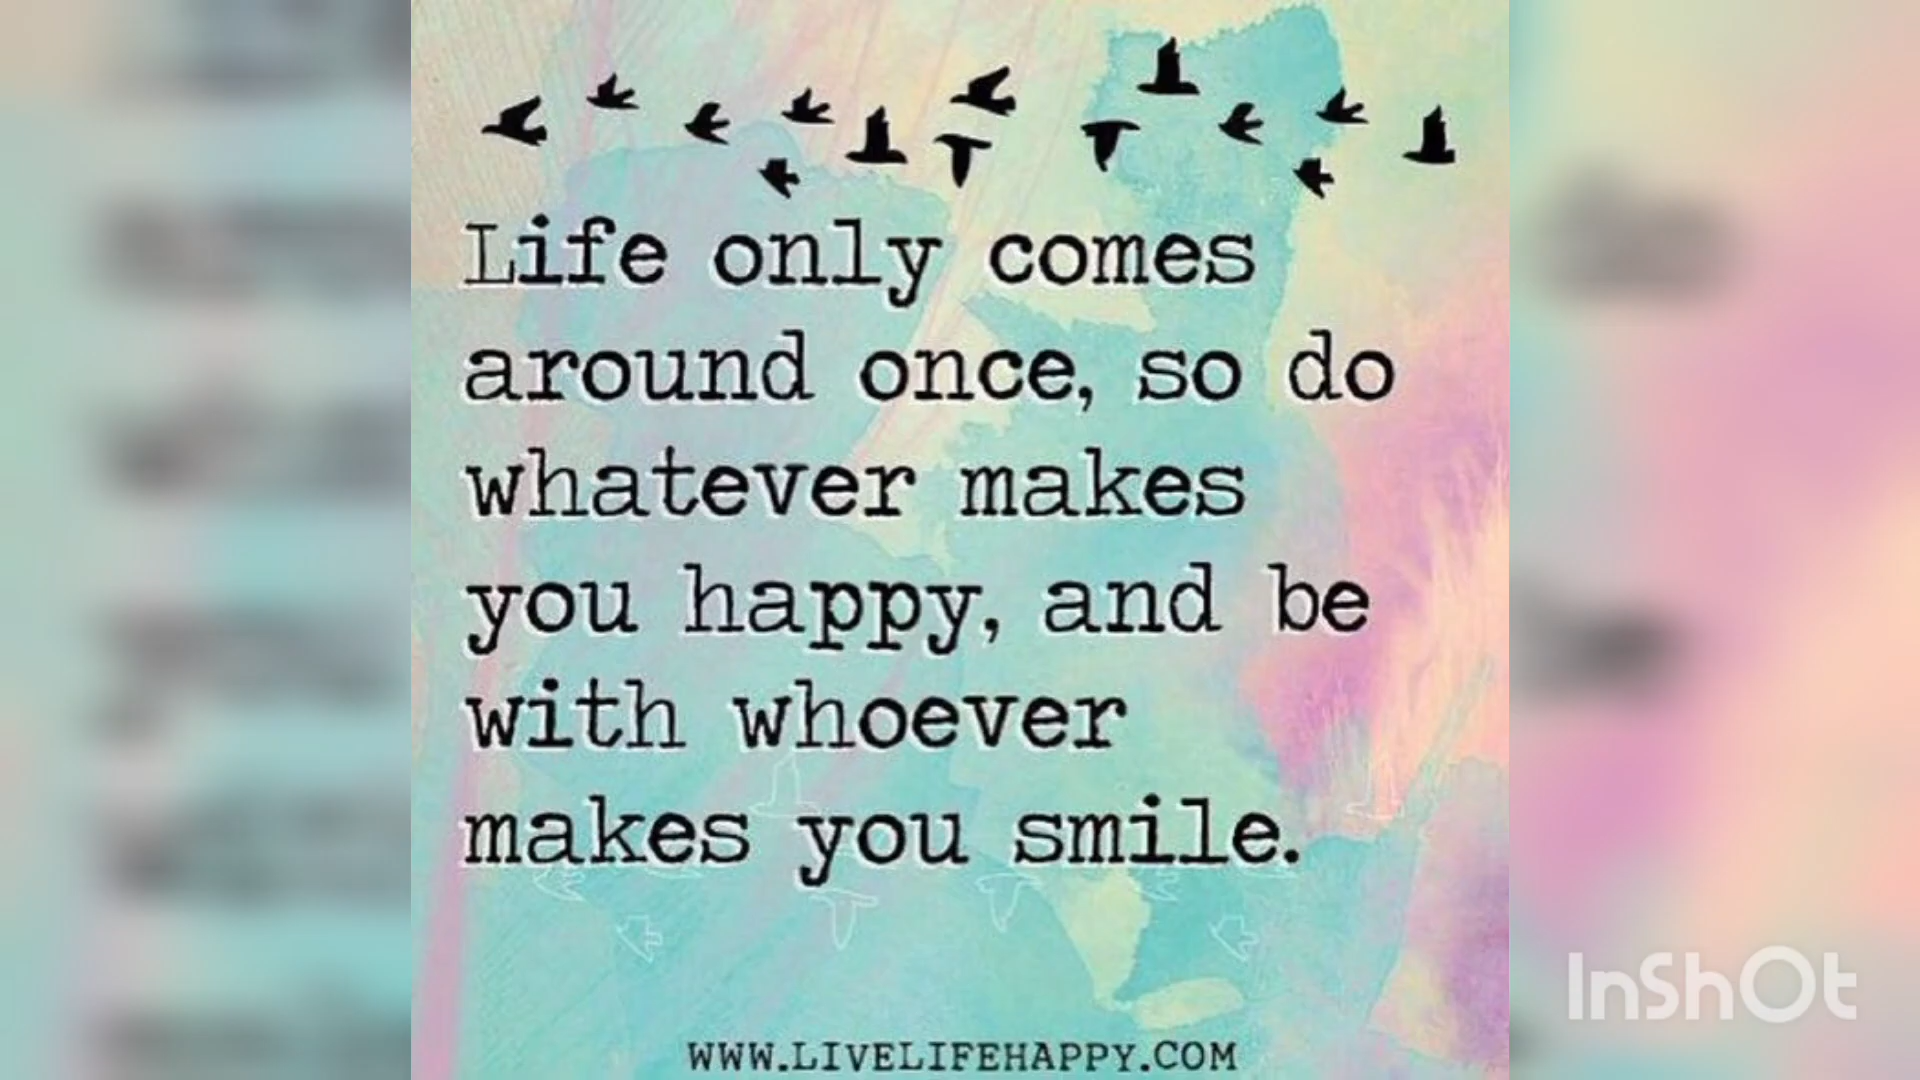 Life only comes
around once, so do
whatever makes
you happy, and be
with whoever
makes you smile.
WWW.LIVELIFEHAPPY.COM
InShOt